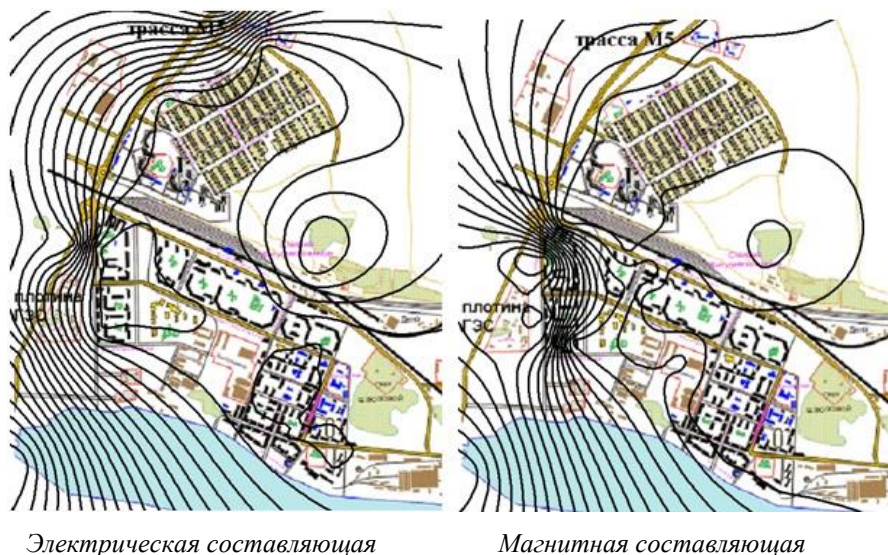 трасса М5
трасса М5
плотина
ГЭС
плотина
ГЭС
Электрическая составляющая
Магнитная составляющая